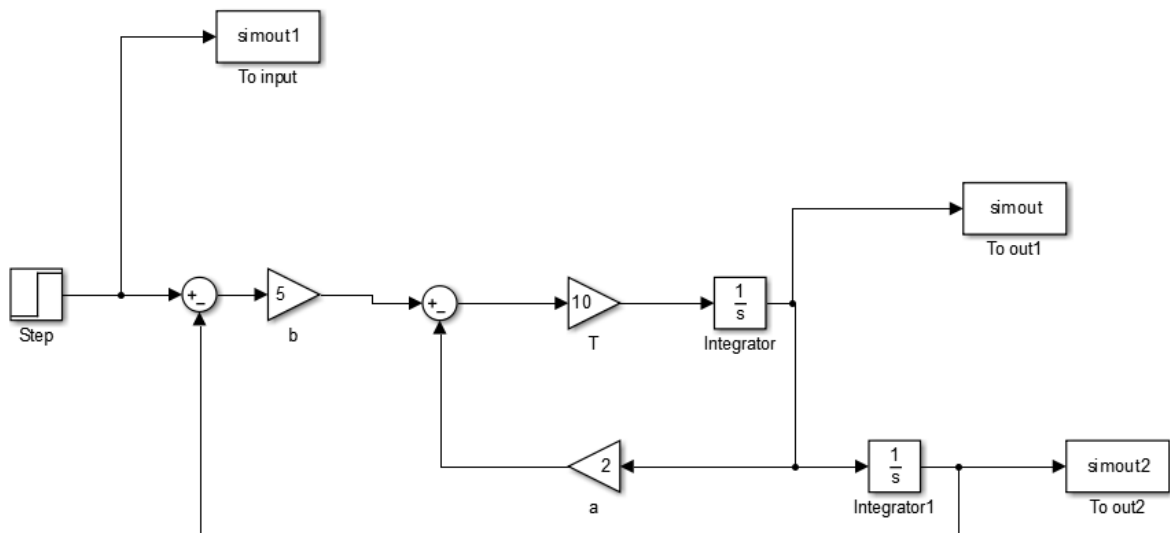 simout1
To input
simout
To out1
Step
+
−
5
b
+
−
10
T
1
s
Integrator
2
a
1
s
Integrator1
simout2
To out2